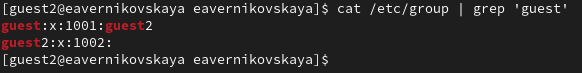 [guest2@eavernikovskaya eavernikovskaya]$ cat /etc/group | grep 'guest'
guest:x:1001:guest2
guest2:x:1002:
[guest2@eavernikovskaya eavernikovskaya]$